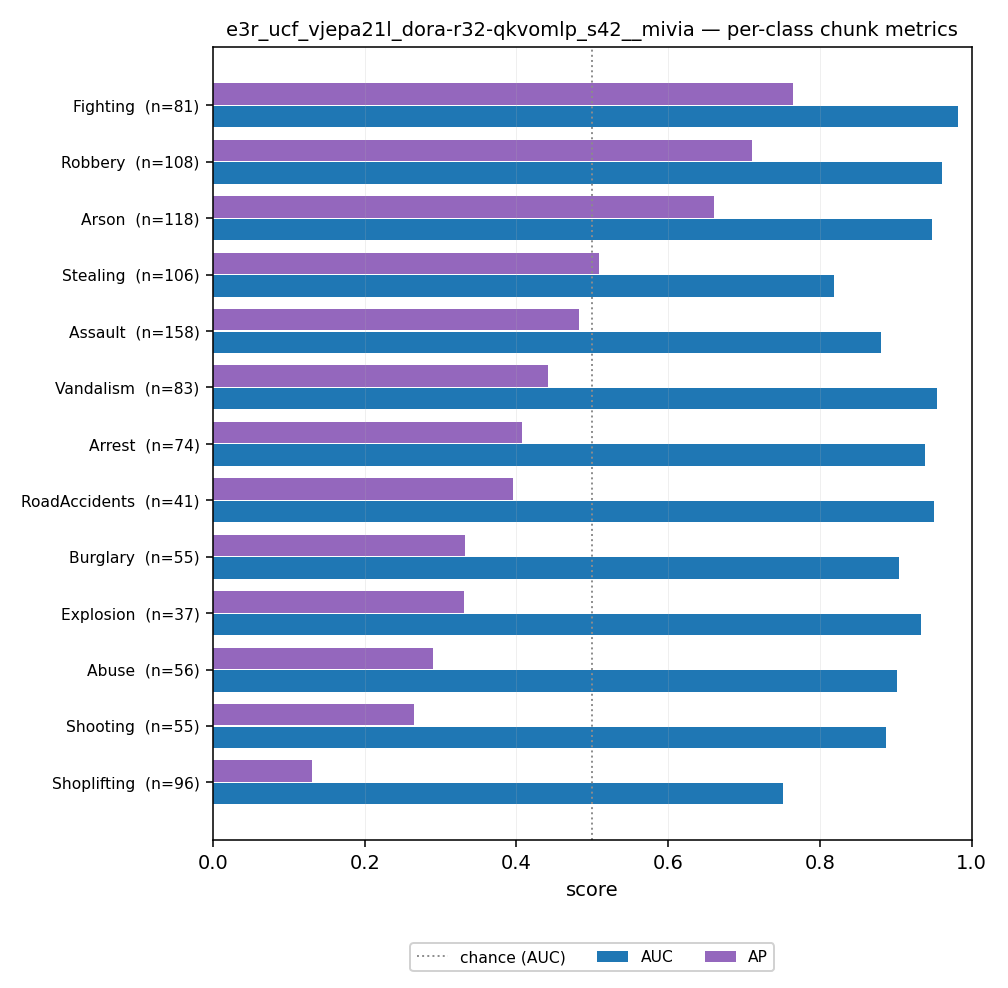 e3r_ucf_vjepa21l_dora-r32-qkvomlp_s42__mivia — per-class chunk metrics
Fighting (n=81)
Robbery (n=108)
Arson (n=118)
Stealing (n=106)
Assault (n=158)
Vandalism (n=83)
Arrest (n=74)
RoadAccidents (n=41)
Burglary (n=55)
Explosion (n=37)
Abuse (n=56)
Shooting (n=55)
Shoplifting (n=96)
0.0 0.2 0.4 0.6 0.8 1.0
score
chance (AUC) AUC AP